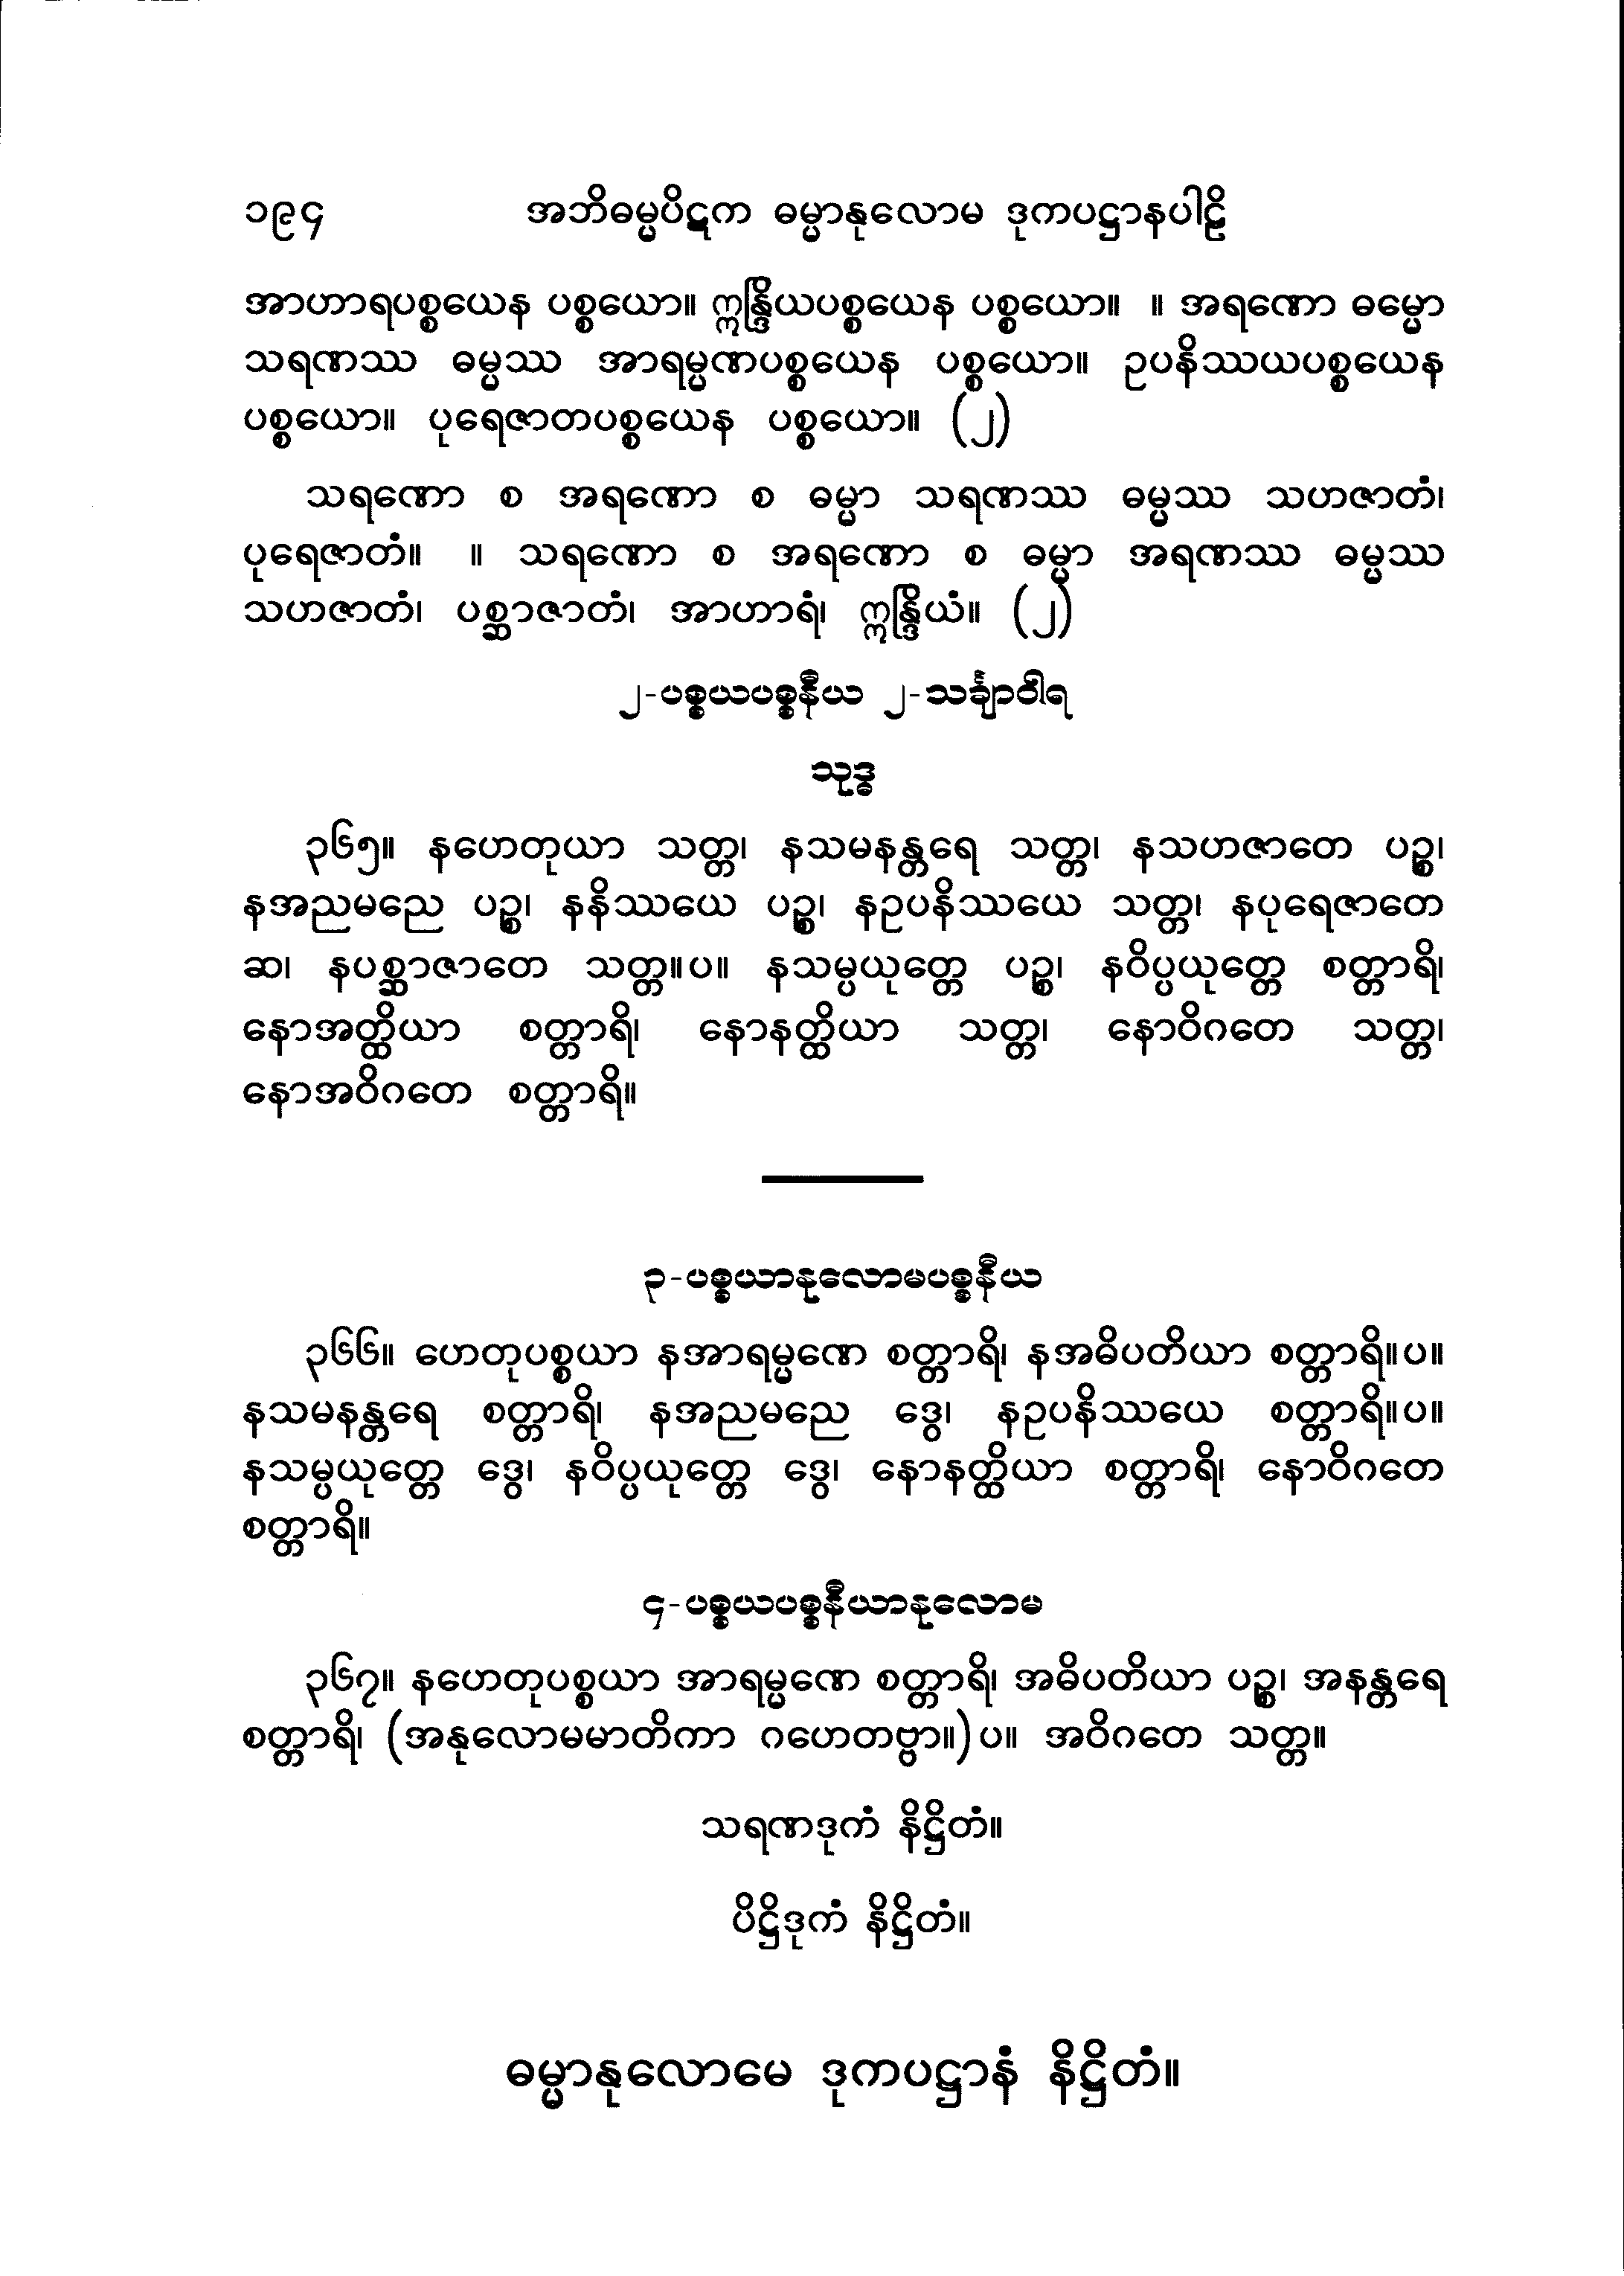 ၁၉၄ အဘိဓမ္မပိဋက ဓမ္မာနုလောမ ဒုကပဋ္ဌာနပါဠိ
အာဟာရပစ္စယေန ပစ္စယော။ ဣန္ဒြိယပစ္စယေန ပစ္စယော။ ။ အရဏော ဓမ္မော
သရဏဿ ဓမ္မဿ အာရမ္မဏပစ္စယေန ပစ္စယော။ ဥပနိဿယပစ္စယေန
ပစ္စယော။ ပုရေဇာတပစ္စယေန ပစ္စယော။ (၂)
သရဏော စ အရဏော စ ဓမ္မာ သရဏဿ ဓမ္မဿ သဟဇာတံ၊
ပုရေဇာတံ။ ။ သရဏော စ အရဏော စ ဓမ္မာ အရဏဿ ဓမ္မဿ
သဟဇာတံ၊ ပစ္ဆာဇာတံ၊ အာဟာရံ၊ ဣန္ဒြိယံ။ (၂)
၂-ပစ္စယပစ္စနီယ ၂-သင်္ချာဝါရ
သုဒ္ဓ
၃၆၅။ နဟေတုယာ သတ္တ၊ နသမနန္တရေ သတ္တ၊ နသဟဇာတေ ပဉ္စ၊
နအညမညေ ပဉ္စ၊ နနိဿယေ ပဉ္စ၊ နဥပနိဿယေ သတ္တ၊ နပုရေဇာတေ
ဆ၊ နပစ္ဆာဇာတေ သတ္တ။ပ။ နသမ္ပယုတ္တေ ပဉ္စ၊ နဝိပ္ပယုတ္တေ စတ္တာရိ၊
နောအတ္ထိယာ စတ္တာရိ၊ နောနတ္ထိယာ သတ္တ၊ နောဝိဂတေ သတ္တ၊
နောအဝိဂတေ စတ္တာရိ။
၃-ပစ္စယာနုလောမပစ္စနီယ
၃၆၆။ ဟေတုပစ္စယာ နအာရမ္မဏေ စတ္တာရိ၊ နအဓိပတိယာ စတ္တာရိ။ပ။
နသမနန္တရေ စတ္တာရိ၊ နအညမညေ ဒွေ၊ နဥပနိဿယေ စတ္တာရိ။ပ။
နသမ္ပယုတ္တေ ဒွေ၊ နဝိပ္ပယုတ္တေ ဒွေ၊ နောနတ္ထိယာ စတ္တာရိ၊ နောဝိဂတေ
စတ္တာရိ။
၄-ပစ္စယပစ္စနီယာနုလောမ
၃၆၇။ နဟေတုပစ္စယာ အာရမ္မဏေ စတ္တာရိ၊ အဓိပတိယာ ပဉ္စ၊ အနန္တရေ
စတ္တာရိ၊ (အနုလောမမာတိကာ ဂဟေတဗ္ဗာ။)ပ။ အဝိဂတေ သတ္တ။
သရဏဒုကံ နိဋ္ဌိတံ။
ပိဋ္ဌိဒုကံ နိဋ္ဌိတံ။
ဓမ္မာနုလောမေ ဒုကပဋ္ဌာနံ နိဋ္ဌိတံ။